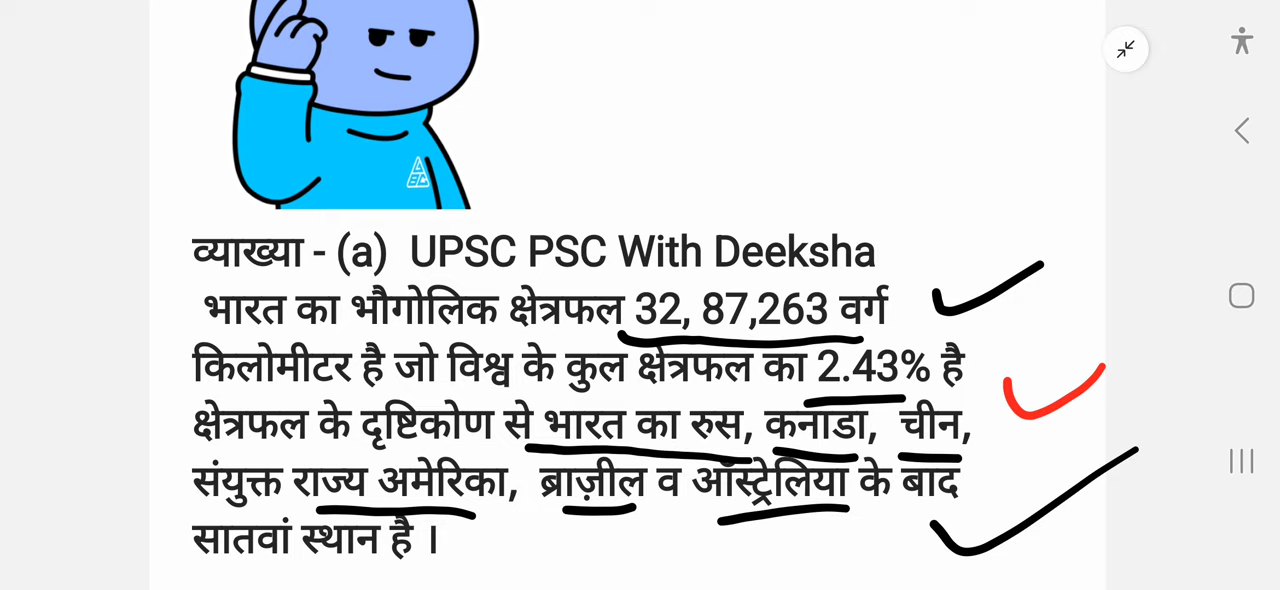 व्याख्या - (a)  UPSC PSC With Deeksha
भारत का भौगोलिक क्षेत्रफल 32, 87,263 वर्ग
किलोमीटर है जो विश्व के कुल क्षेत्रफल का 2.43% है
क्षेत्रफल के दृष्टिकोण से भारत का रुस, कनाडा,  चीन,
संयुक्त राज्य अमेरिका,  ब्राज़ील व ऑस्ट्रेलिया के बाद
सातवां स्थान है ।